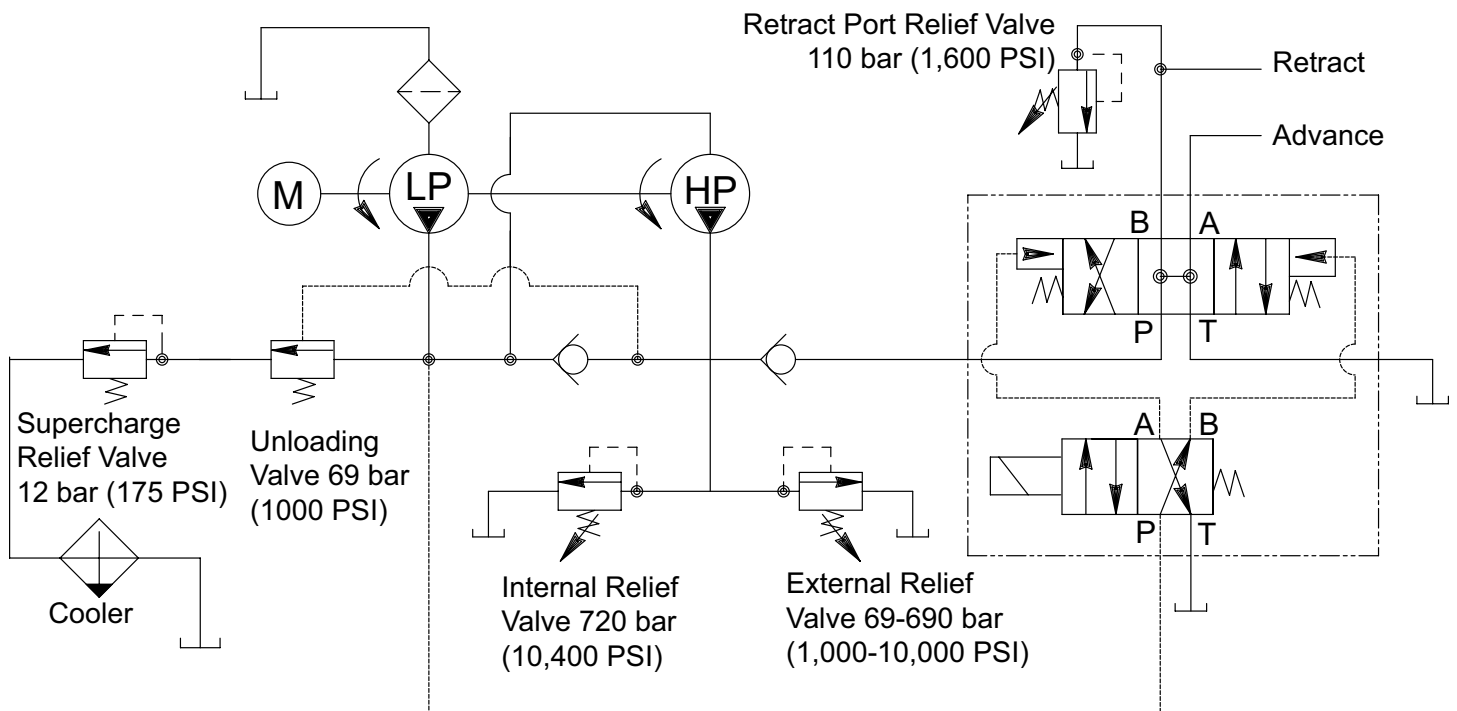 Retract Port Relief Valve
110 bar (1,600 PSI)
Retract
Advance
M
LP
HP
B A
P T
Supercharge
Relief Valve
12 bar (175 PSI)
Unloading
Valve 69 bar
(1000 PSI)
A B
P T
Internal Relief
Valve 720 bar
(10,400 PSI)
External Relief
Valve 69-690 bar
(1,000-10,000 PSI)
Cooler